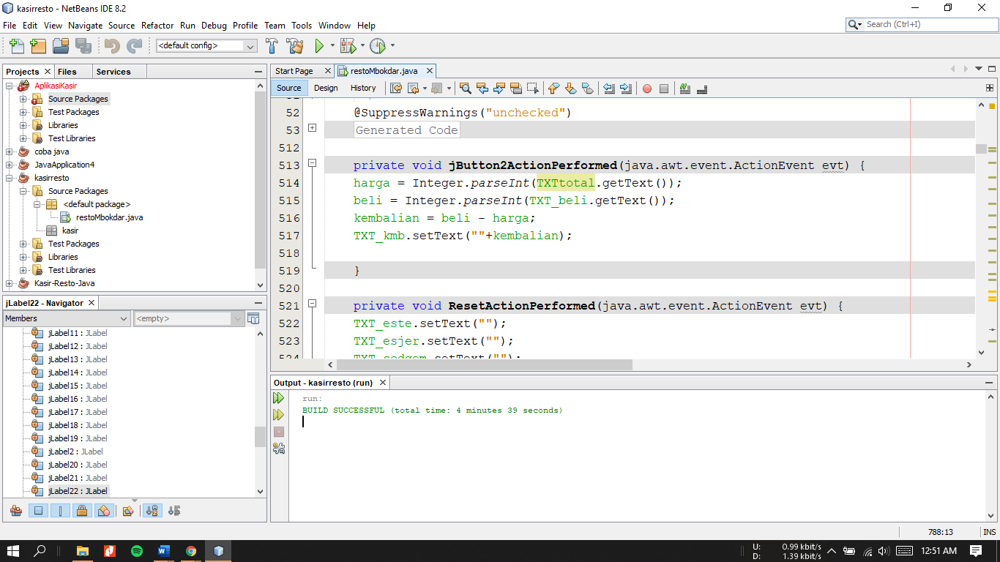 kasirresto - NetBeans IDE 8.2
File Edit View Navigate Source Refactor Run Debug Profile Team Tools Window Help
Search (Ctrl+I)
<default config>
Projects Files Services
AplikasiKasir
Source Packages
Test Packages
Libraries
Test Libraries
coba java
JavaApplication4
kasirresto
Source Packages
<default package>
restoMbokdar.java
kasir
Test Packages
Libraries
Test Libraries
Kasir-Resto-Java
jLabel22 - Navigator
Members <empty>
jLabel11 : JLabel
jLabel12 : JLabel
jLabel13 : JLabel
jLabel14 : JLabel
jLabel15 : JLabel
jLabel16 : JLabel
jLabel17 : JLabel
jLabel18 : JLabel
jLabel19 : JLabel
jLabel2 : JLabel
jLabel20 : JLabel
jLabel21 : JLabel
jLabel22 : JLabel
Start Page restoMbokdar.java
Source Design History
52 @SuppressWarnings("unchecked")
53 Generated Code
512
513 private void jButton2ActionPerformed(java.awt.event.ActionEvent evt) {
514 harga = Integer.parseInt(TXTtotal.getText());
515 beli = Integer.parseInt(TXT_beli.getText());
516 kembalian = beli - harga;
517 TXT_kmb.setText(""+kembalian);
518
519 }
520
521 private void ResetActionPerformed(java.awt.event.ActionEvent evt) {
522 TXT_este.setText("");
523 TXT_esjer.setText("");
Output - kasirresto (run)
run:
BUILD SUCCESSFUL (total time: 4 minutes 39 seconds)
788:13 INS
U: 0.99 kbit/s
D: 1.39 kbit/s
12:51 AM